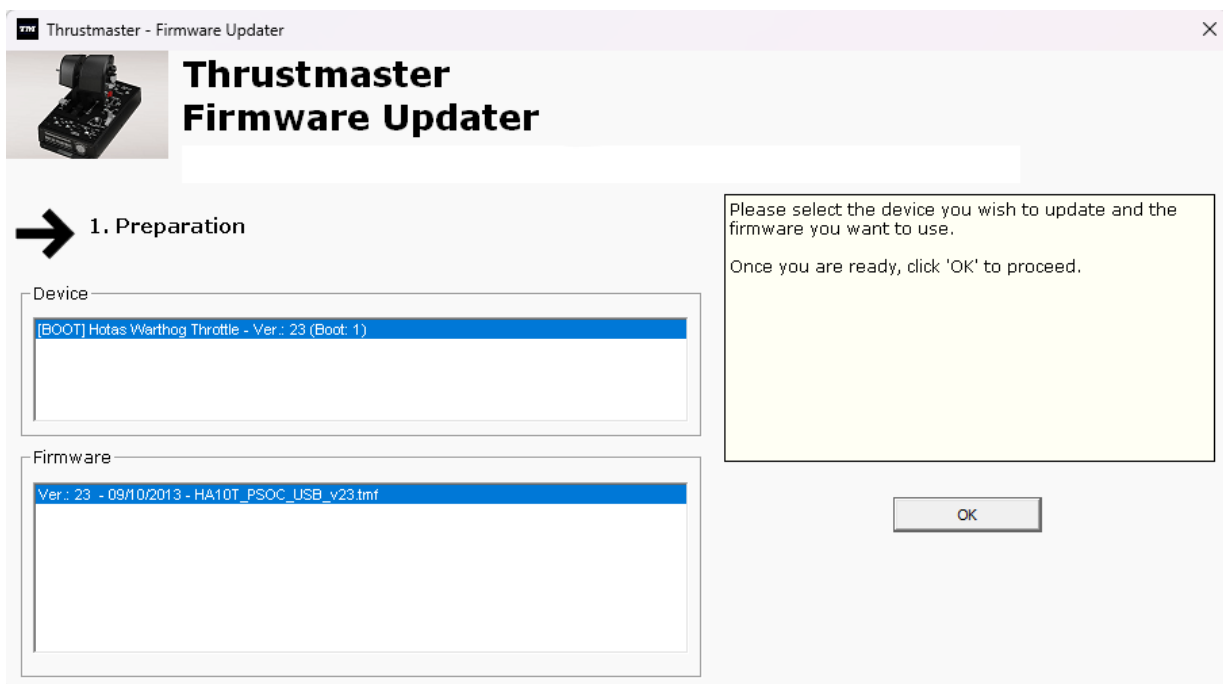 TM Thrustmaster - Firmware Updater
Thrustmaster
Firmware Updater
1. Preparation
Please select the device you wish to update and the
firmware you want to use.
Once you are ready, click 'OK' to proceed.
Device
[BOOT] Hotas Warthog Throttle - Ver.: 23 (Boot: 1)
Firmware
Ver.: 23 - 09/10/2013 - HA10T_PSOC_USB_v23.tmf
OK